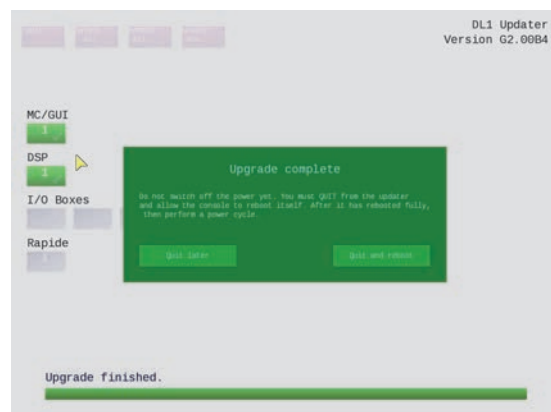 DL1 Updater
Version G2.00B4
MC/GUI
1
DSP
1
I/O Boxes
Rapide
1
Upgrade complete
Do not switch off the power yet. You must QUIT from the updater
and allow the console to reboot itself. After it has rebooted fully,
then perform a power cycle.
Quit later
Quit and reboot
Upgrade finished.